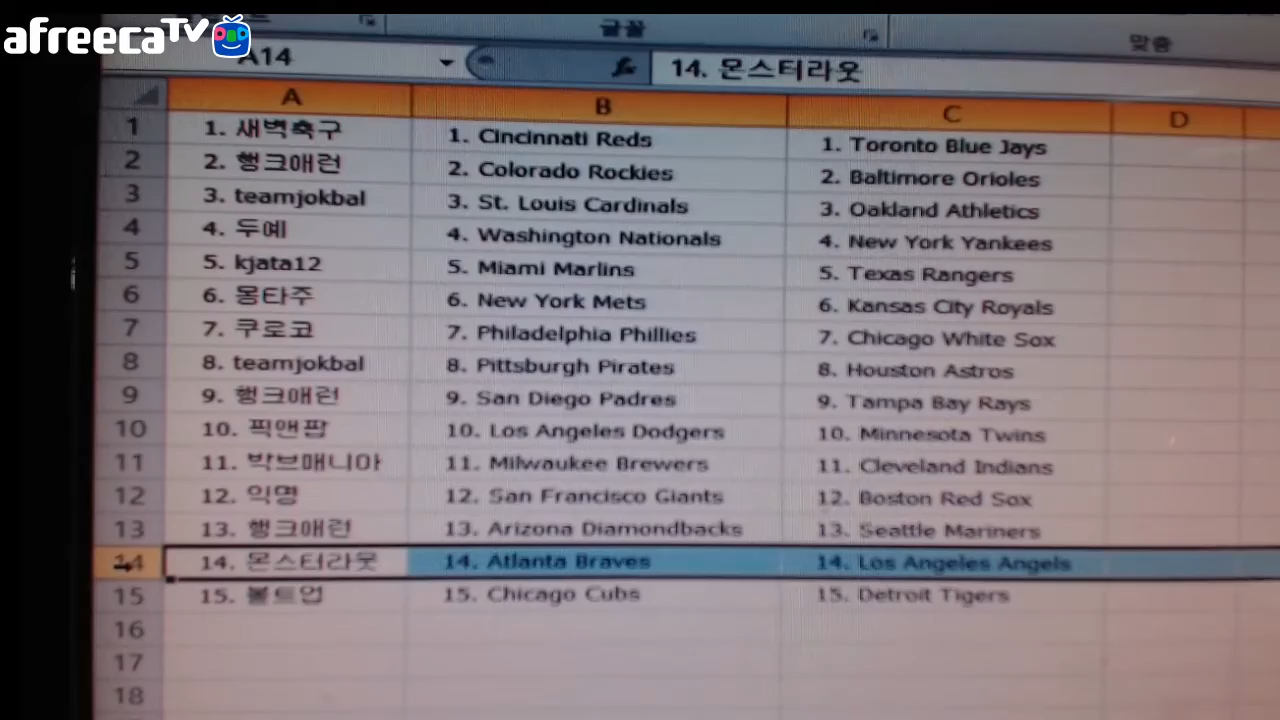 afreecaTV
글꼴
맞춤
A14 fx 14. 몬스터라웃
A B C D
1 1. 새벽축구 1. Cincinnati Reds 1. Toronto Blue Jays
2 2. 행크애런 2. Colorado Rockies 2. Baltimore Orioles
3 3. teamjokbal 3. St. Louis Cardinals 3. Oakland Athletics
4 4. 두예 4. Washington Nationals 4. New York Yankees
5 5. kjata12 5. Miami Marlins 5. Texas Rangers
6 6. 몽타주 6. New York Mets 6. Kansas City Royals
7 7. 쿠로코 7. Philadelphia Phillies 7. Chicago White Sox
8 8. teamjokbal 8. Pittsburgh Pirates 8. Houston Astros
9 9. 행크애런 9. San Diego Padres 9. Tampa Bay Rays
10 10. 픽앤팝 10. Los Angeles Dodgers 10. Minnesota Twins
11 11. 박브매니아 11. Milwaukee Brewers 11. Cleveland Indians
12 12. 익명 12. San Francisco Giants 12. Boston Red Sox
13 13. 행크애런 13. Arizona Diamondbacks 13. Seattle Mariners
14 14. 몬스터라웃 14. Atlanta Braves 14. Los Angeles Angels
15 15. 볼트업 15. Chicago Cubs 15. Detroit Tigers
16
17
18